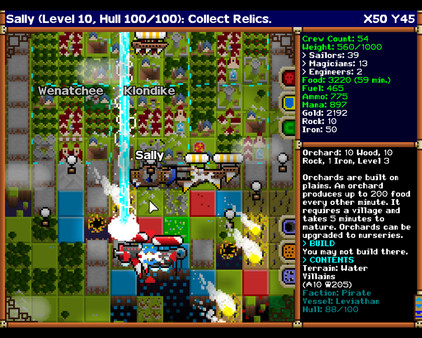 Sally (Level 10, Hull 100/100): Collect Relics.
X50 Y45
Wenatchee
Klondike
Sally
Crew Count: 54
Weight: 560/1000
> Sailors: 39
> Magicians: 13
> Engineers: 2
Food: 3220 (59 min.)
Fuel: 465
Ammo: 775
Mana: 897
Gold: 2192
Rock: 10
Iron: 50
Orchard: 10 Wood, 10
Rock, 1 Iron, Level 3
Orchards are built on
plains. An orchard
produces up to 200 food
every other minute. It
requires a village and
takes 5 minutes to
mature. Orchards can be
upgraded to nurseries.
> BUILD
You may not build there.
> CONTENTS
Terrain: Water
Villains
Faction: Pirate
Vessel: Leviathan
Hull: 88/100